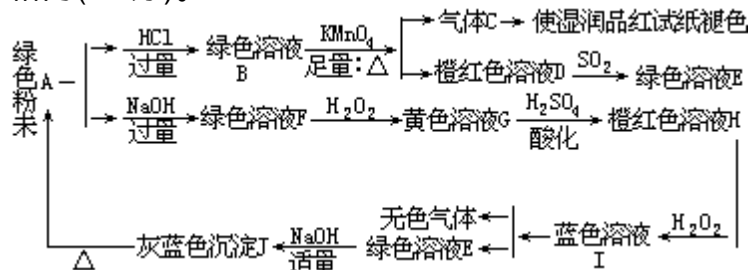 绿色粉末A
HCl
过量
绿色溶液
B
KMnO₄
足量:△
气体C
使湿润品红试纸褪色
橙红色溶液D
SO₂
绿色溶液E
NaOH
过量
绿色溶液F
H₂O₂
黄色溶液G
H₂SO₄
酸化
橙红色溶液H
H₂O₂
蓝色溶液
I
无色气体
绿色溶液E
NaOH
适量
灰蓝色沉淀J
△